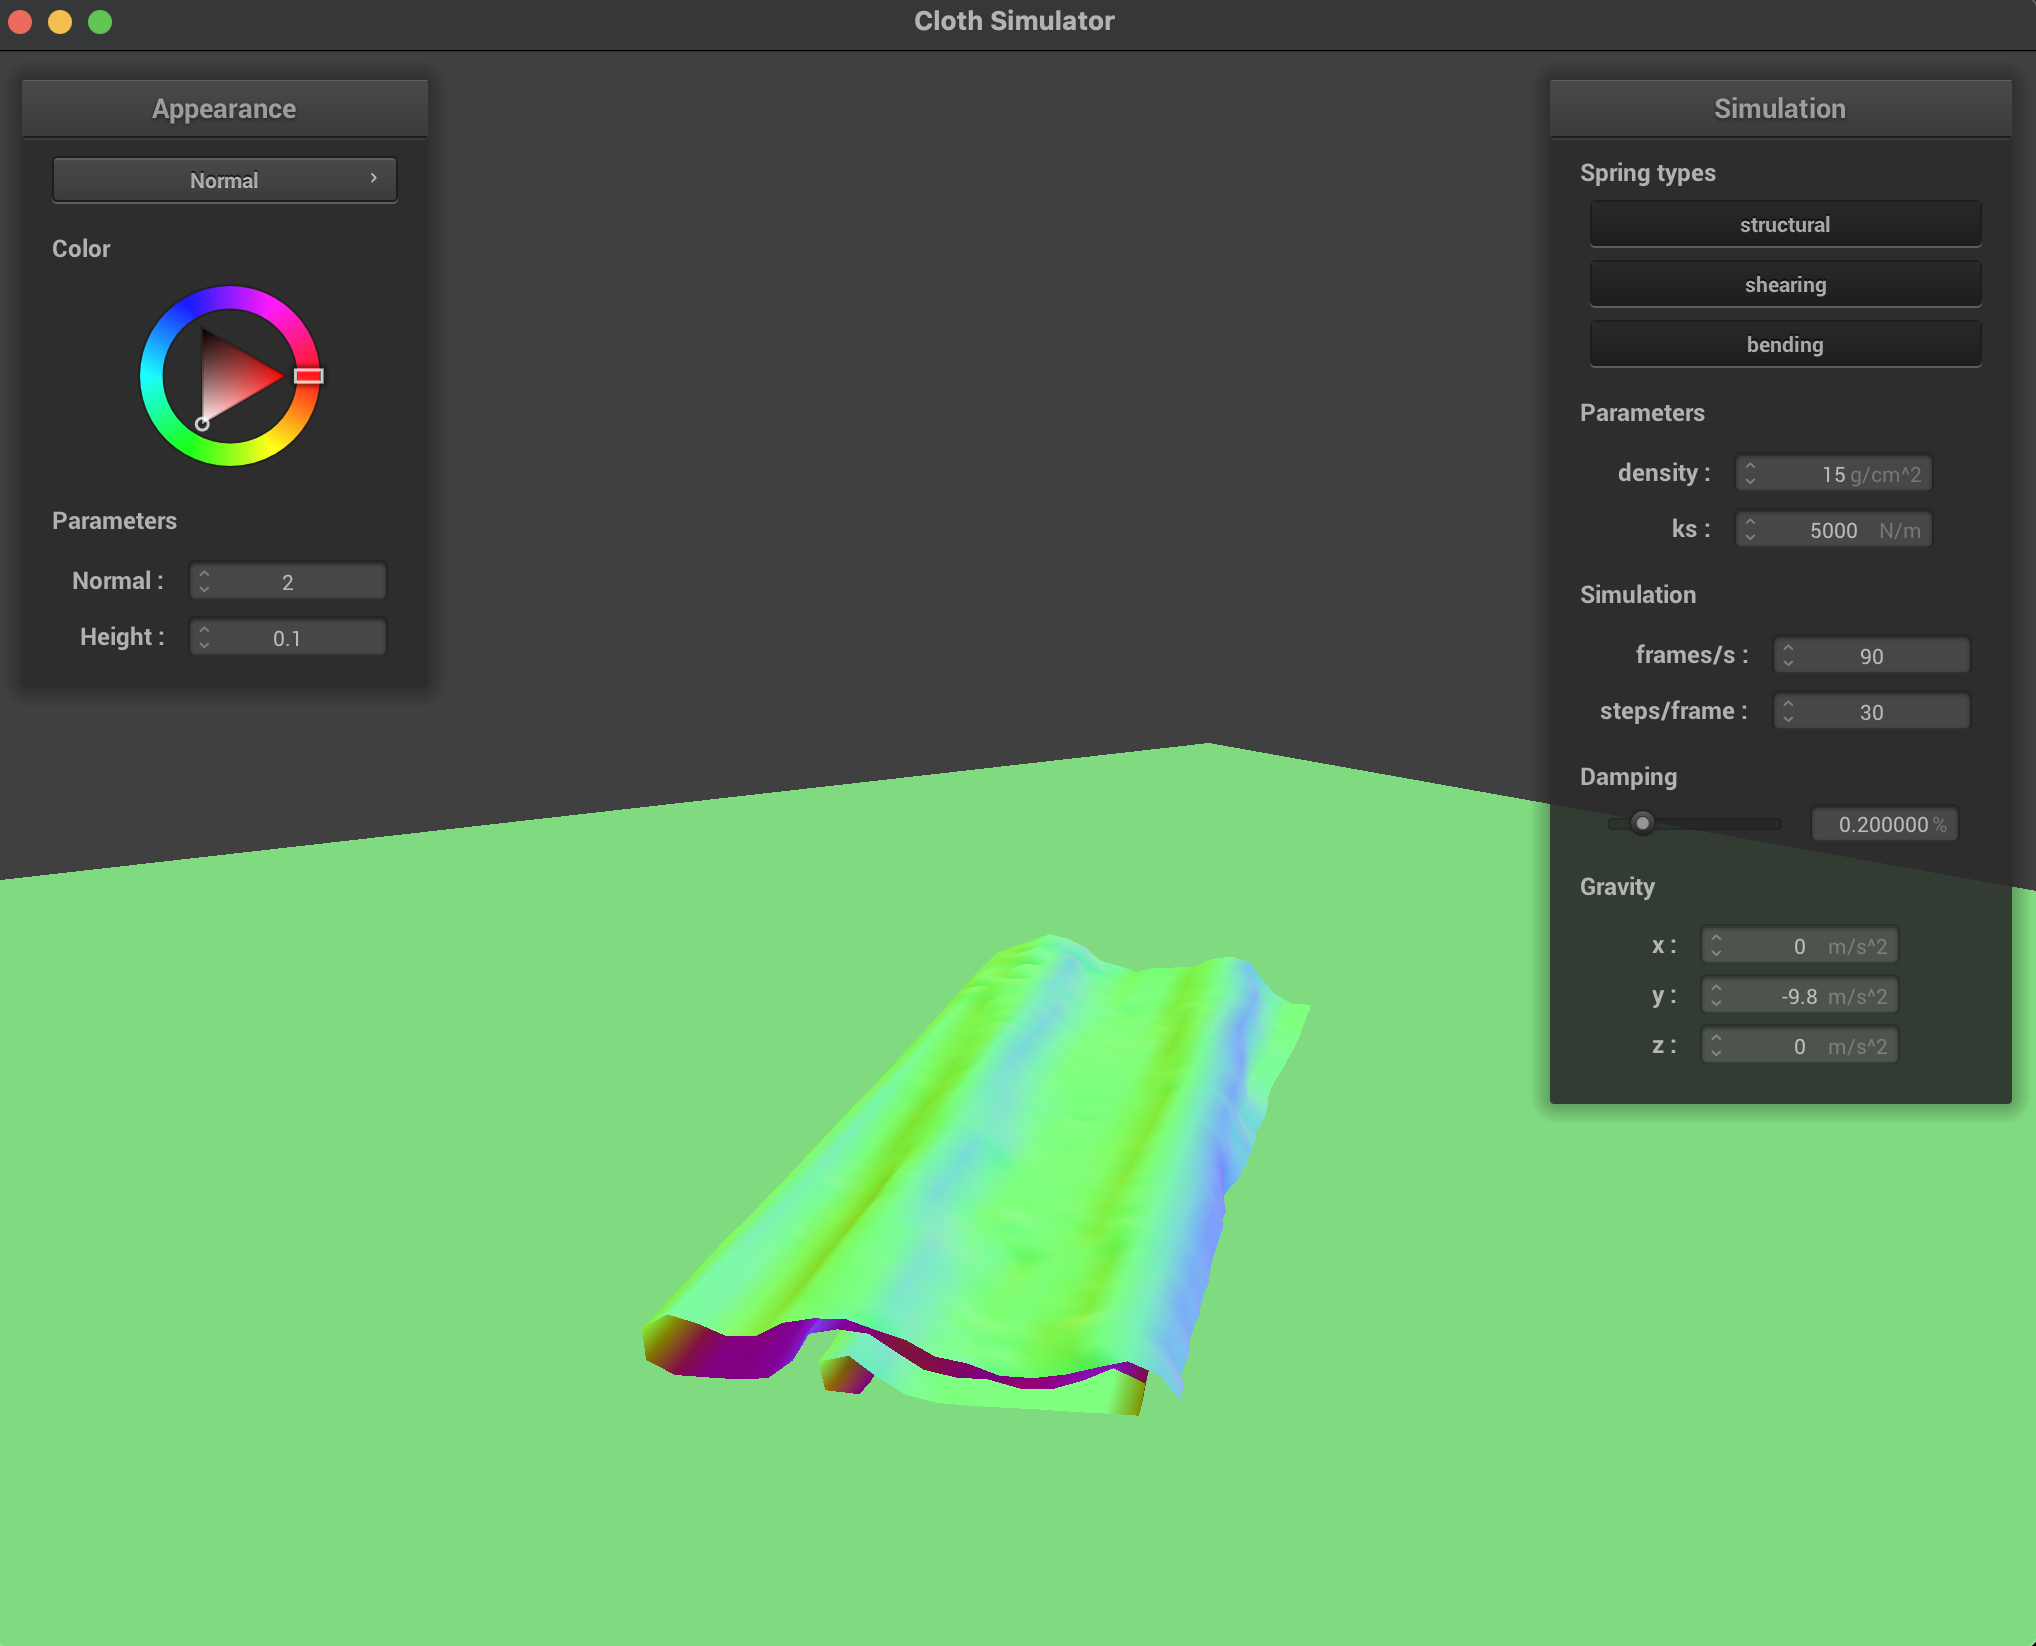 Cloth Simulator
Appearance
Normal
Color
Parameters
Normal : 2
Height : 0.1
Simulation
Spring types
structural
shearing
bending
Parameters
density : 15 g/cm^2
ks : 5000 N/m
Simulation
frames/s : 90
steps/frame : 30
Damping
0.200000 %
Gravity
x : 0 m/s^2
y : -9.8 m/s^2
z : 0 m/s^2